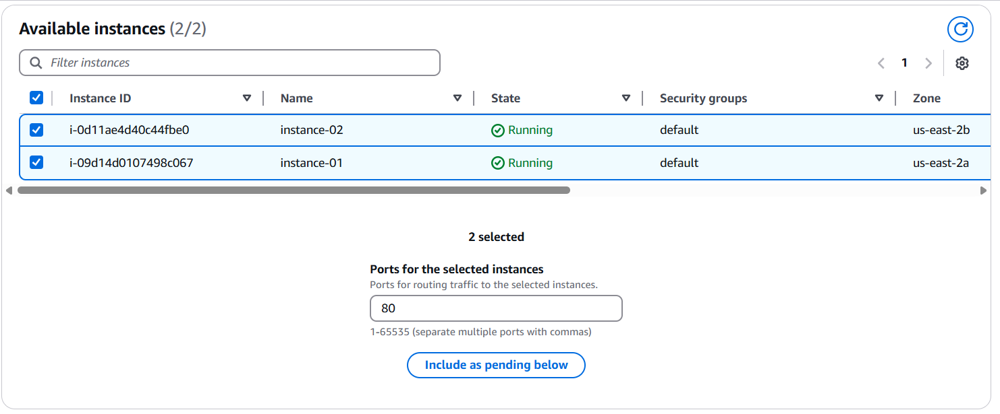 Available instances (2/2)
Filter instances
1
Instance ID Name State Security groups Zone
i-0d11ae4d40c44fbe0 instance-02 Running default us-east-2b
i-09d14d0107498c067 instance-01 Running default us-east-2a
2 selected
Ports for the selected instances
Ports for routing traffic to the selected instances.
80
1-65535 (separate multiple ports with commas)
Include as pending below